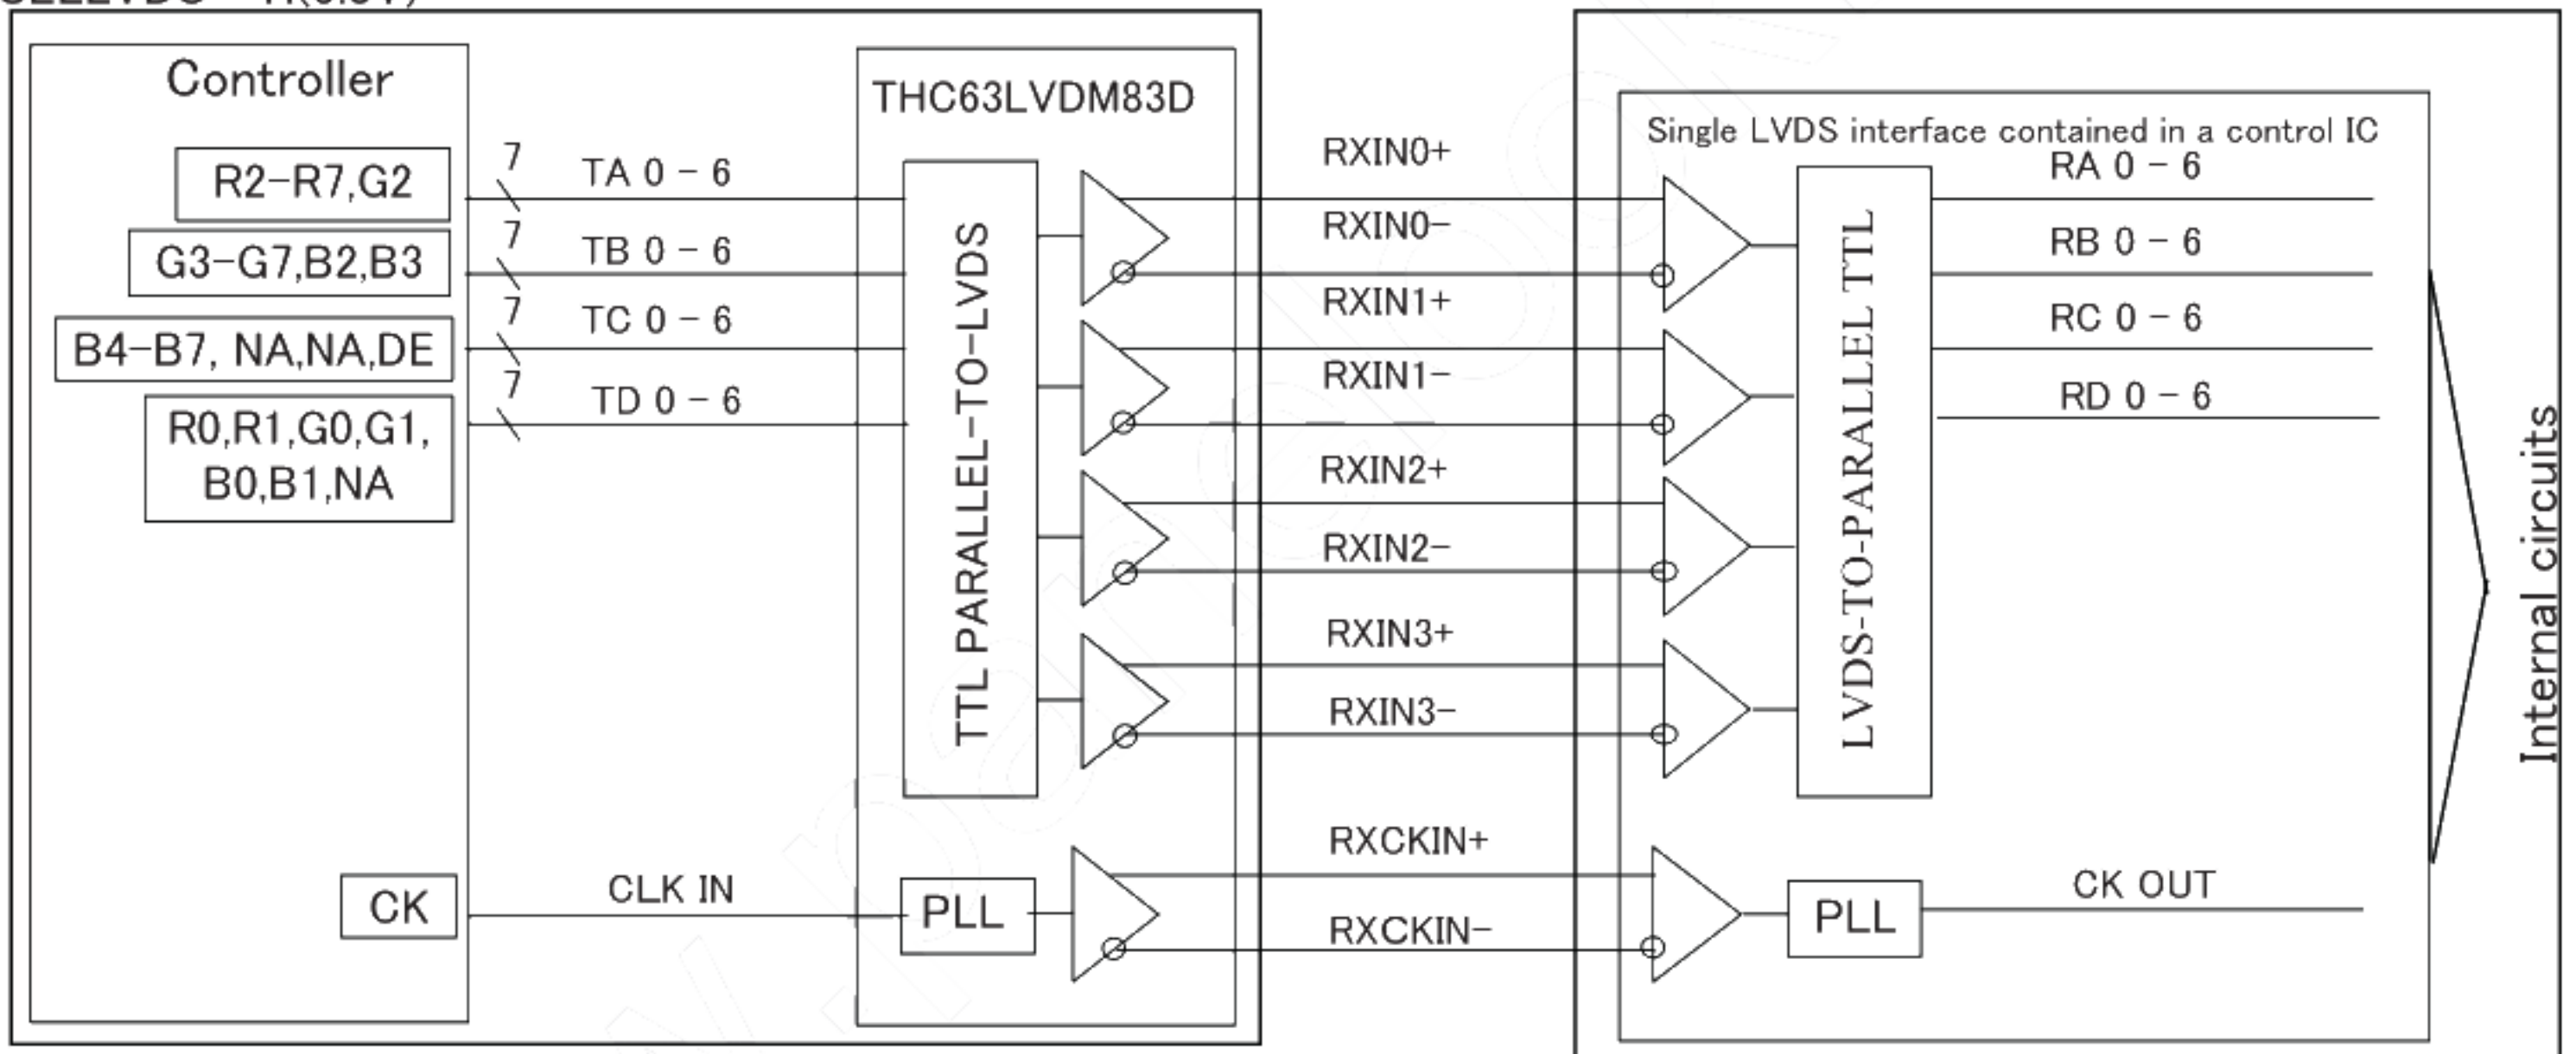 Controller
R2-R7,G2
G3-G7,B2,B3
B4-B7, NA,NA,DE
R0,R1,G0,G1,
B0,B1,NA
CK
7
TA 0 - 6
7
TB 0 - 6
7
TC 0 - 6
7
TD 0 - 6
CLK IN
THC63LVDM83D
TTL PARALLEL-TO-LVDS
PLL
RXIN0+
RXIN0-
RXIN1+
RXIN1-
RXIN2+
RXIN2-
RXIN3+
RXIN3-
RXCKIN+
RXCKIN-
Single LVDS interface contained in a control IC
LVDS-TO-PARALLEL TTL
PLL
RA 0 - 6
RB 0 - 6
RC 0 - 6
RD 0 - 6
CK OUT
Internal circuits